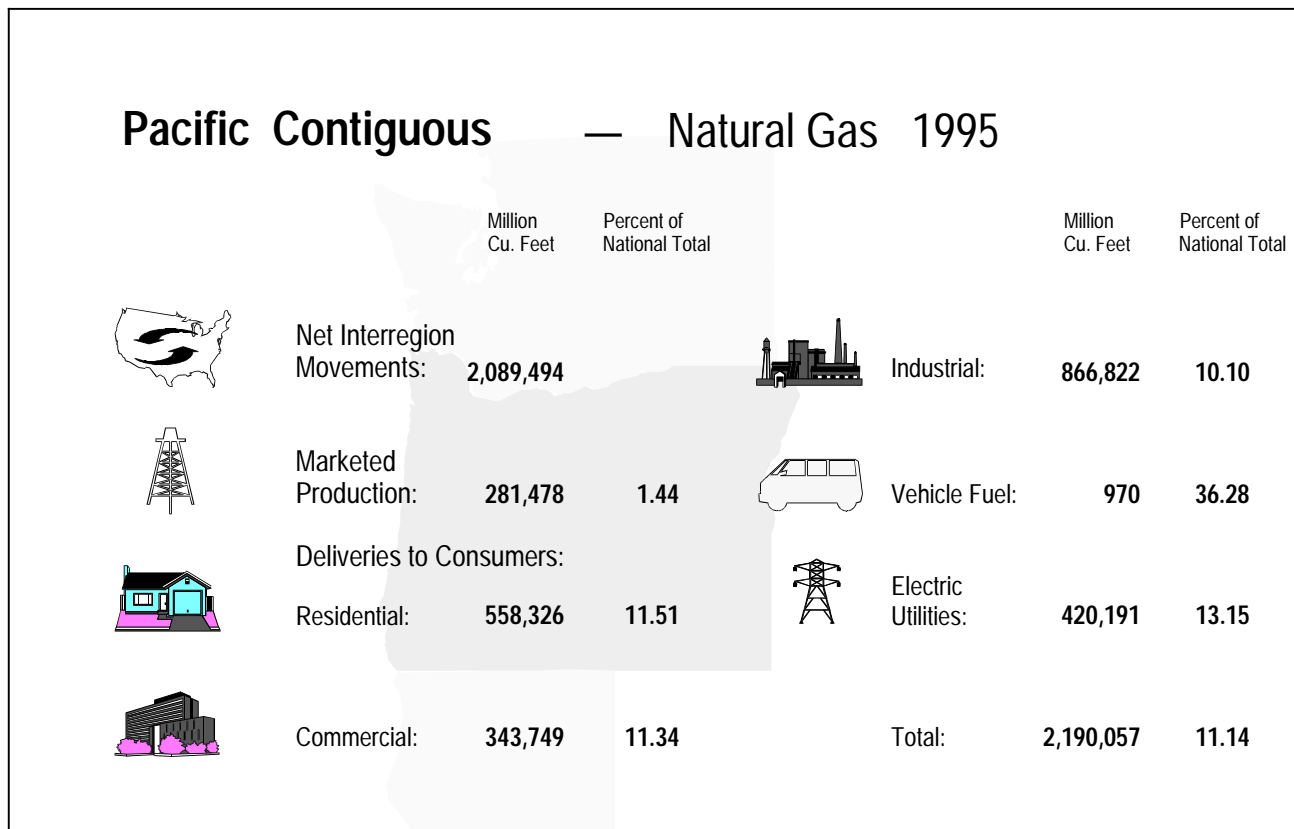 Pacific Contiguous — Natural Gas 1995
Million Cu. Feet
Percent of National Total
Net Interregion
Movements: 2,089,494
Marketed
Production: 281,478 1.44
Deliveries to Consumers:
Residential: 558,326 11.51
Commercial: 343,749 11.34
Million Cu. Feet
Percent of National Total
Industrial: 866,822 10.10
Vehicle Fuel: 970 36.28
Electric
Utilities: 420,191 13.15
Total: 2,190,057 11.14